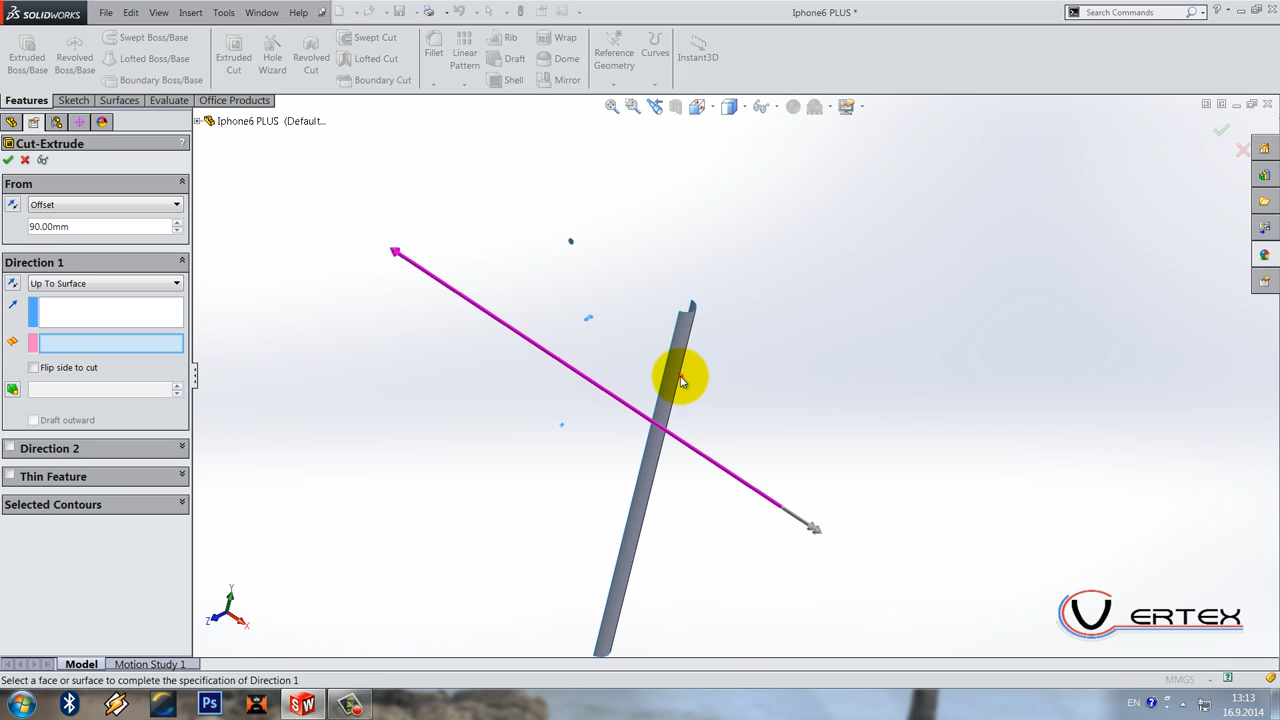 SOLIDWORKS File Edit View Insert Tools Window Help Iphone6 PLUS * Search Commands ?
Extruded Boss/Base Revolved Boss/Base Swept Boss/Base Lofted Boss/Base Boundary Boss/Base Extruded Cut Hole Wizard Revolved Cut Swept Cut Lofted Cut Boundary Cut Fillet Linear Pattern Rib Draft Shell Wrap Dome Mirror Reference Geometry Curves Instant3D
Features Sketch Surfaces Evaluate Office Products
Iphone6 PLUS (Default...
Cut-Extrude ?
From
Offset
90.00mm
Direction 1
Up To Surface
Flip side to cut
Draft outward
Direction 2
Thin Feature
Selected Contours
Y
Z X
VERTEX
Model Motion Study 1
Select a face or surface to complete the specification of Direction 1 MMGS ?
Ps SW EN ? 13:13
16.9.2014